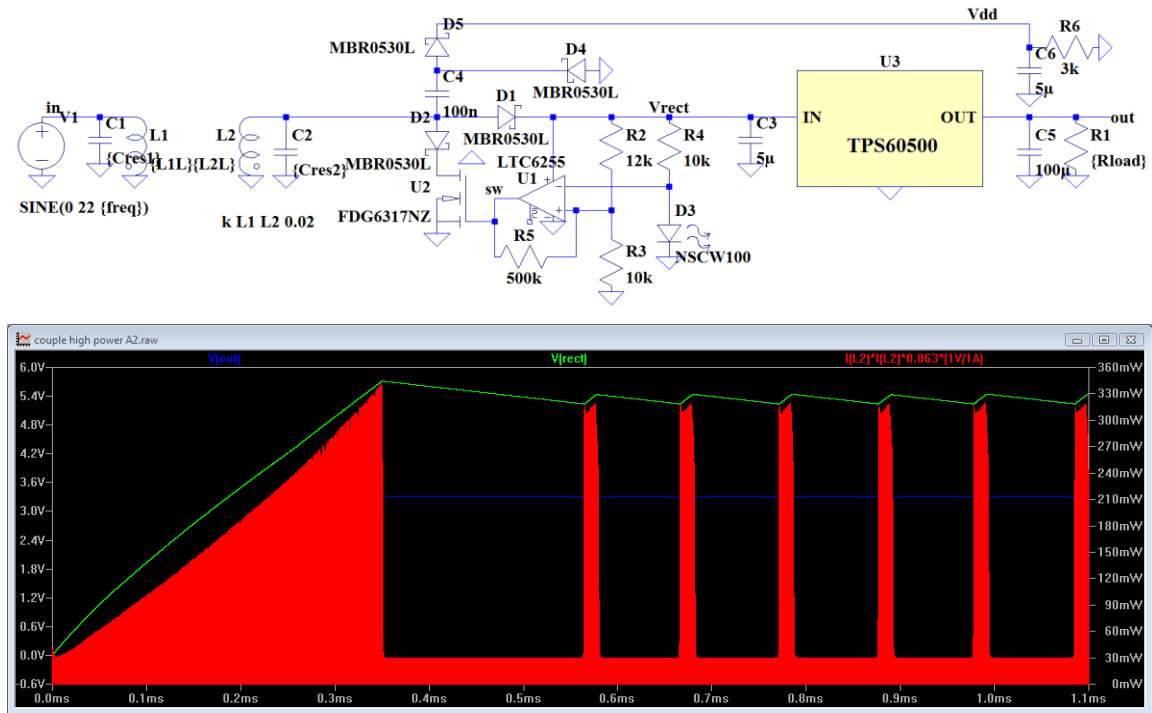 Vdd
D5
R6
MBR0530L
D4
C6
3k
C4
U3
5µ
D1
MBR0530L
in
V1
100n
Vrect
D2
MBR0530L
IN
OUT
out
C1
L1
L2
C2
R2
R4
C3
TPS60500
C5
R1
{Cres1}
{L1L}
{L2L}
{Cres2}
MBR0530L
LTC6255
12k
10k
5µ
100µ
{Rload}
U2
sw
U1
SINE(0 22 {freq})
k L1 L2 0.02
FDG6317NZ
R5
D3
R3
NSCW100
500k
10k
couple high power A2.raw
V(out)
V(rect)
I(L2)*I(L2)*0.063*(1V/1A)
6.0V
360mW
5.4V
330mW
4.8V
300mW
270mW
4.2V
240mW
3.6V
210mW
3.0V
180mW
2.4V
150mW
1.8V
120mW
1.2V
90mW
0.6V
60mW
0.0V
30mW
-0.6V
0mW
0.0ms
0.1ms
0.2ms
0.3ms
0.4ms
0.5ms
0.6ms
0.7ms
0.8ms
0.9ms
1.0ms
1.1ms